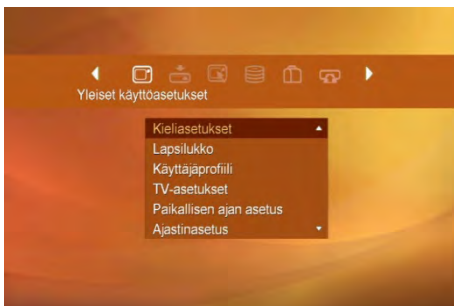 Yleiset käyttöasetukset
Kieliasetukset
Lapsilukko
Käyttäjäprofiili
TV-asetukset
Paikallisen ajan asetus
Ajastinasetus